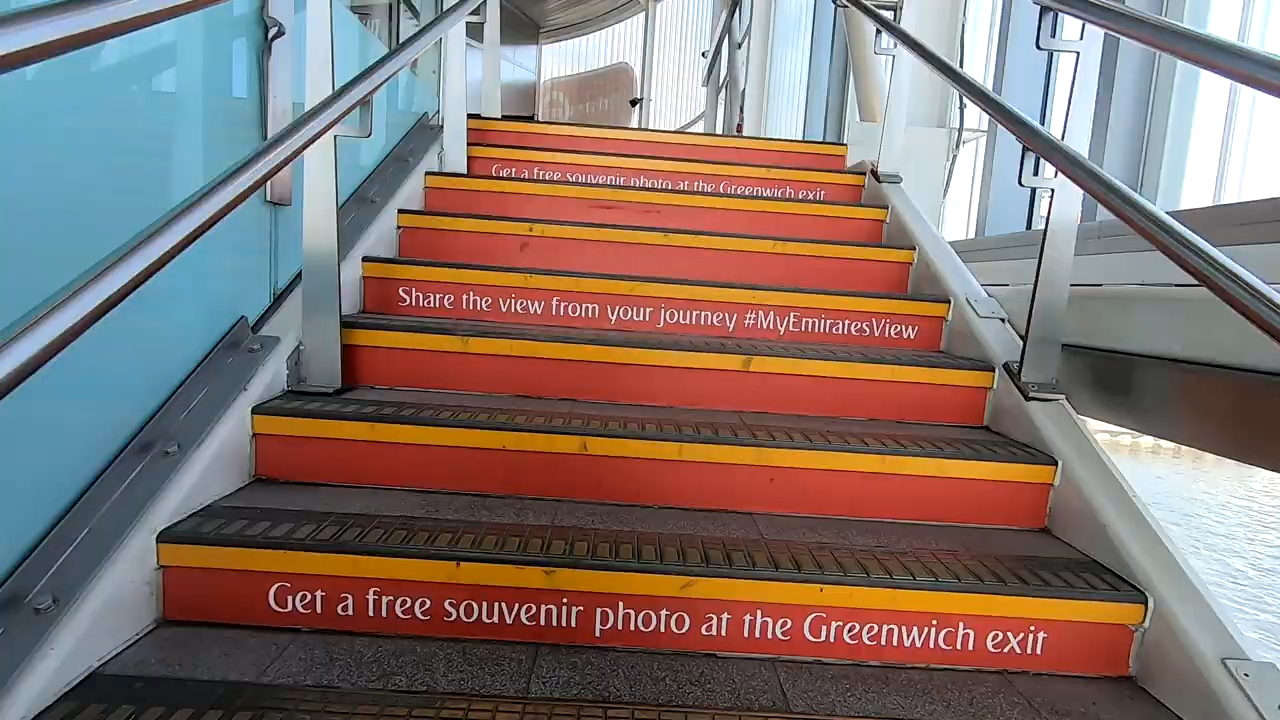 Get a free souvenir photo at the Greenwich exit
Share the view from your journey #MyEmiratesView
Get a free souvenir photo at the Greenwich exit